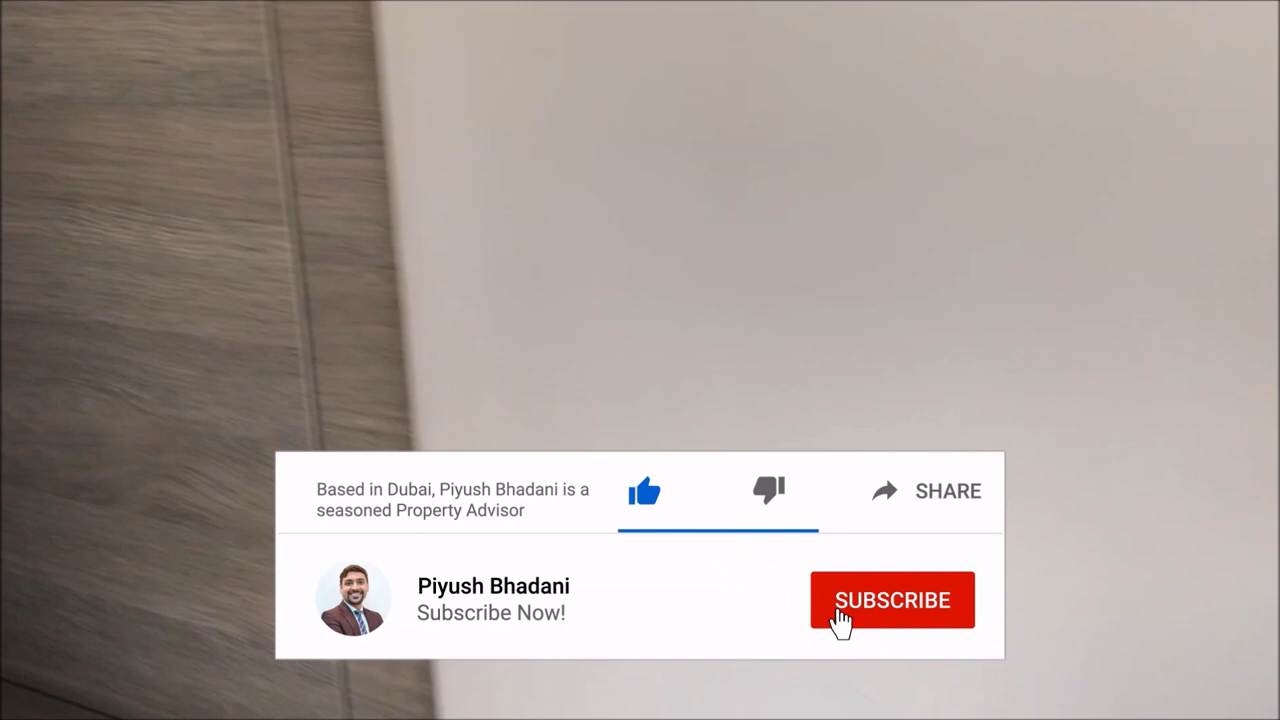 Based in Dubai, Piyush Bhadani is a
seasoned Property Advisor
SHARE
Piyush Bhadani
Subscribe Now!
SUBSCRIBE